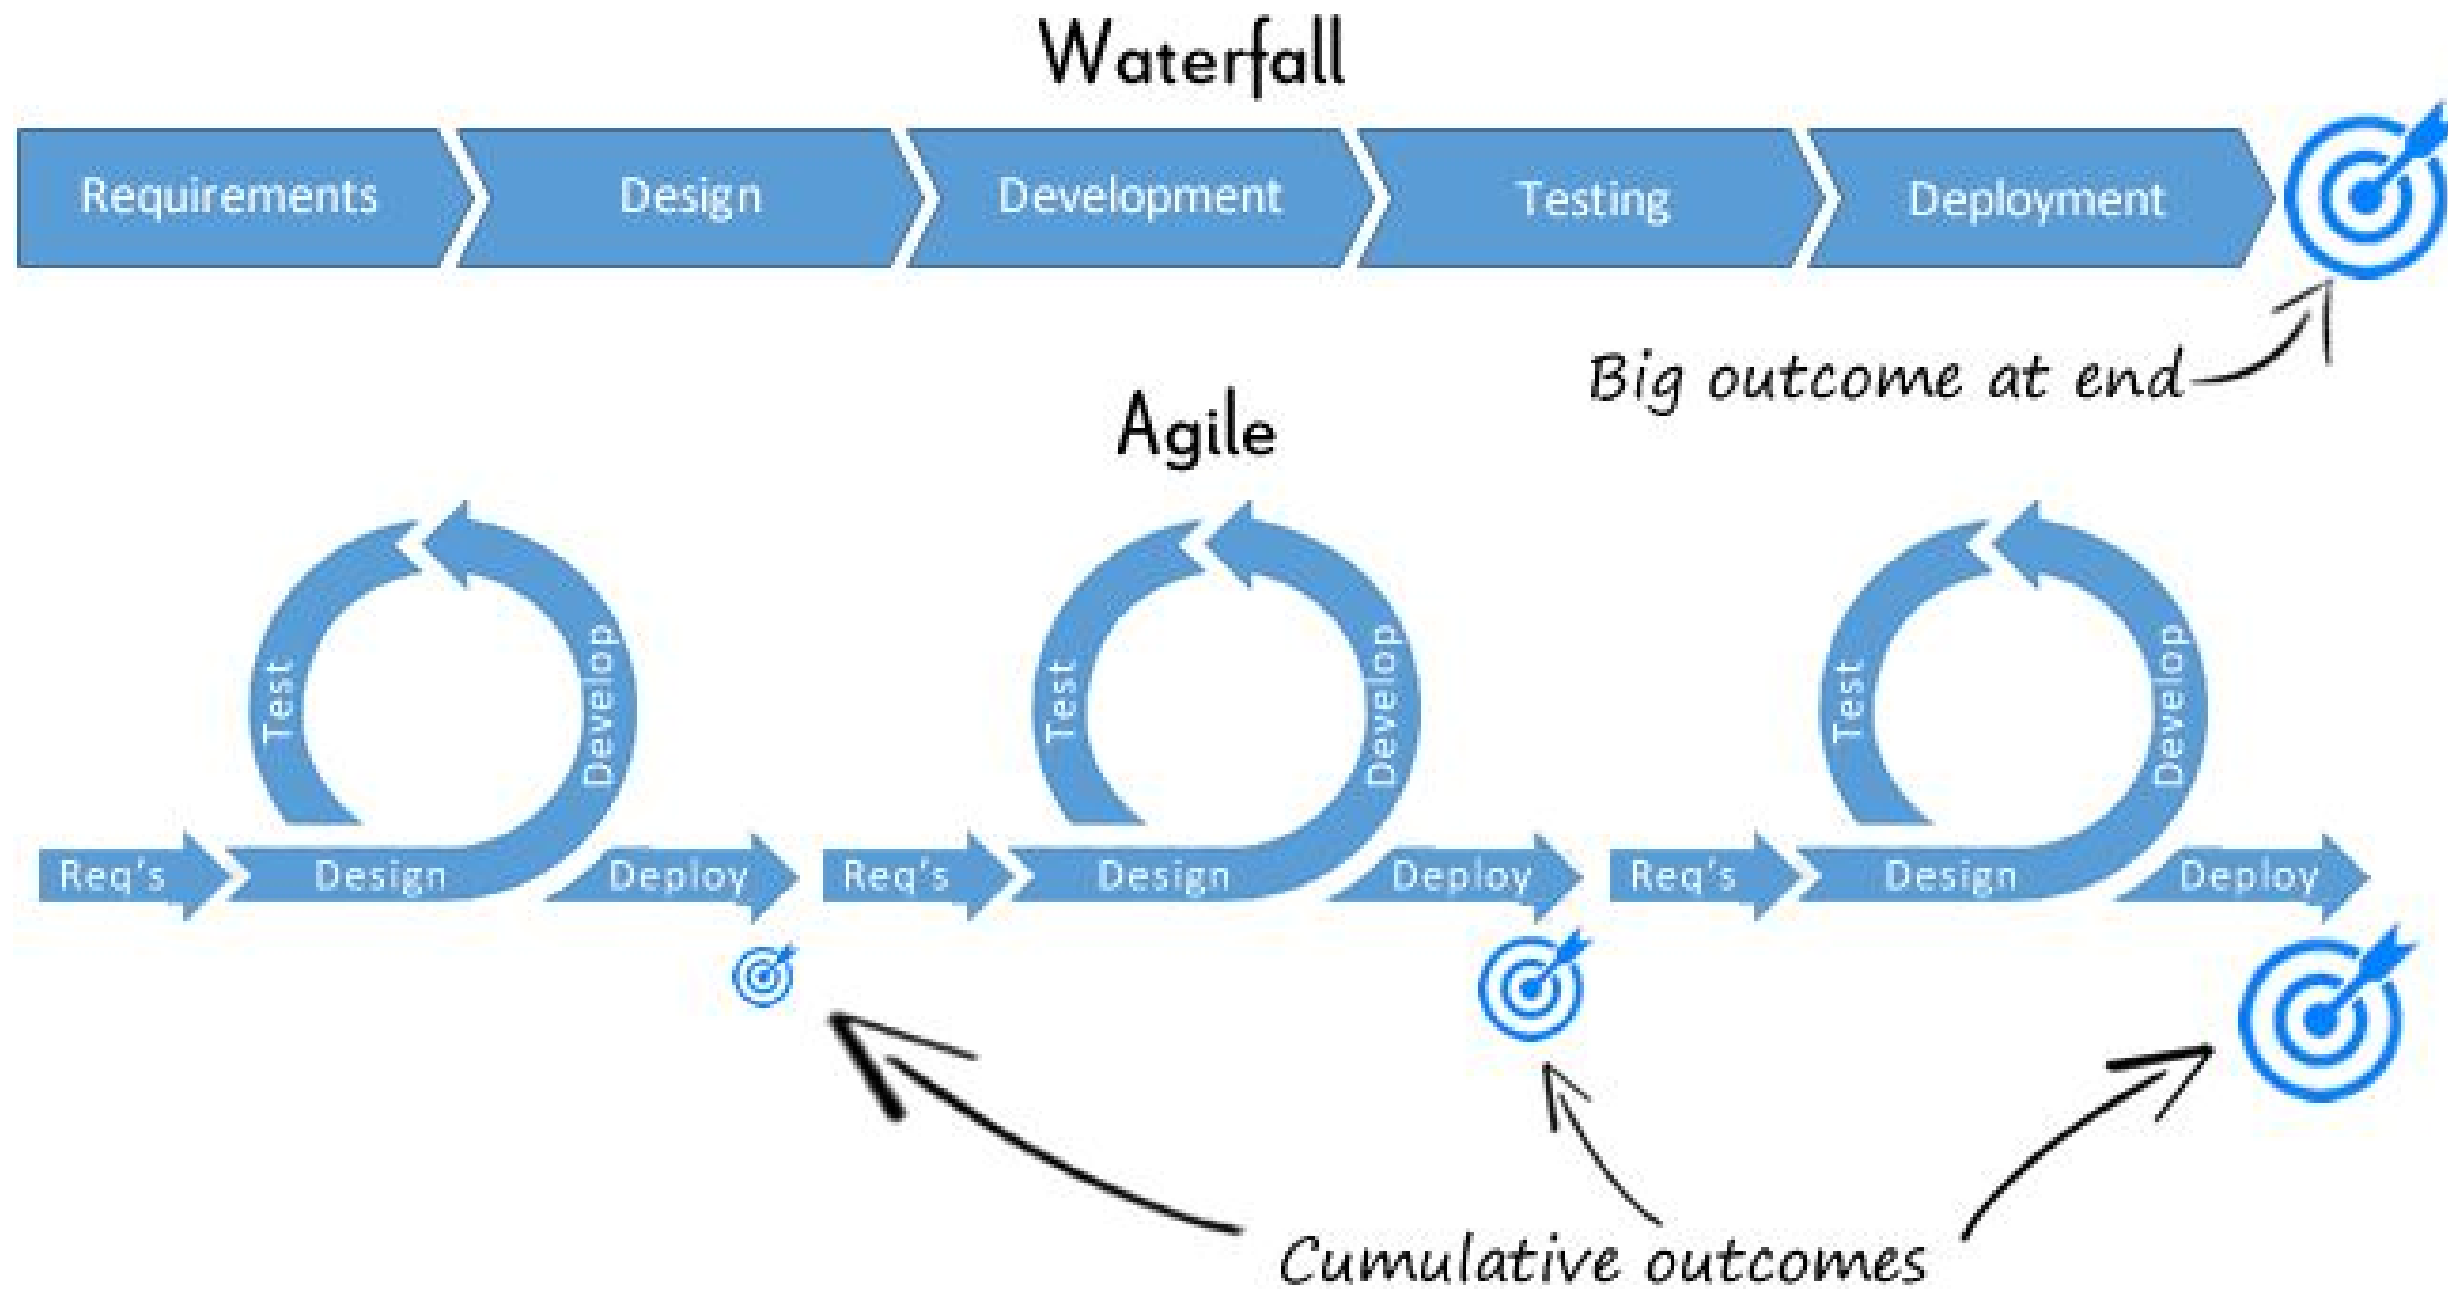 Waterfall
Requirements Design Development Testing Deployment
Big outcome at end
Agile
Test Develop Test Develop Test Develop
Req's Design Deploy Req's Design Deploy Req's Design Deploy
Cumulative outcomes